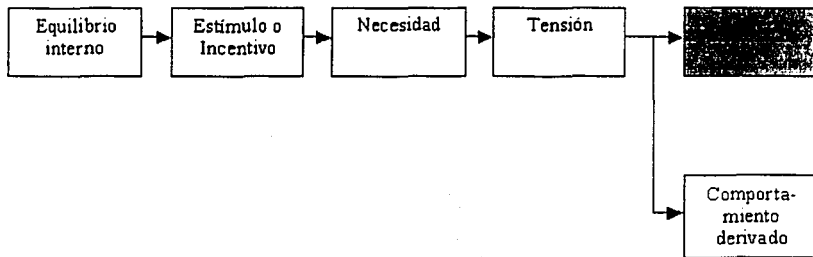 Equilibrio
interno
Estímulo o
Incentivo
Necesidad
Tensión
Comporta-
miento
derivado